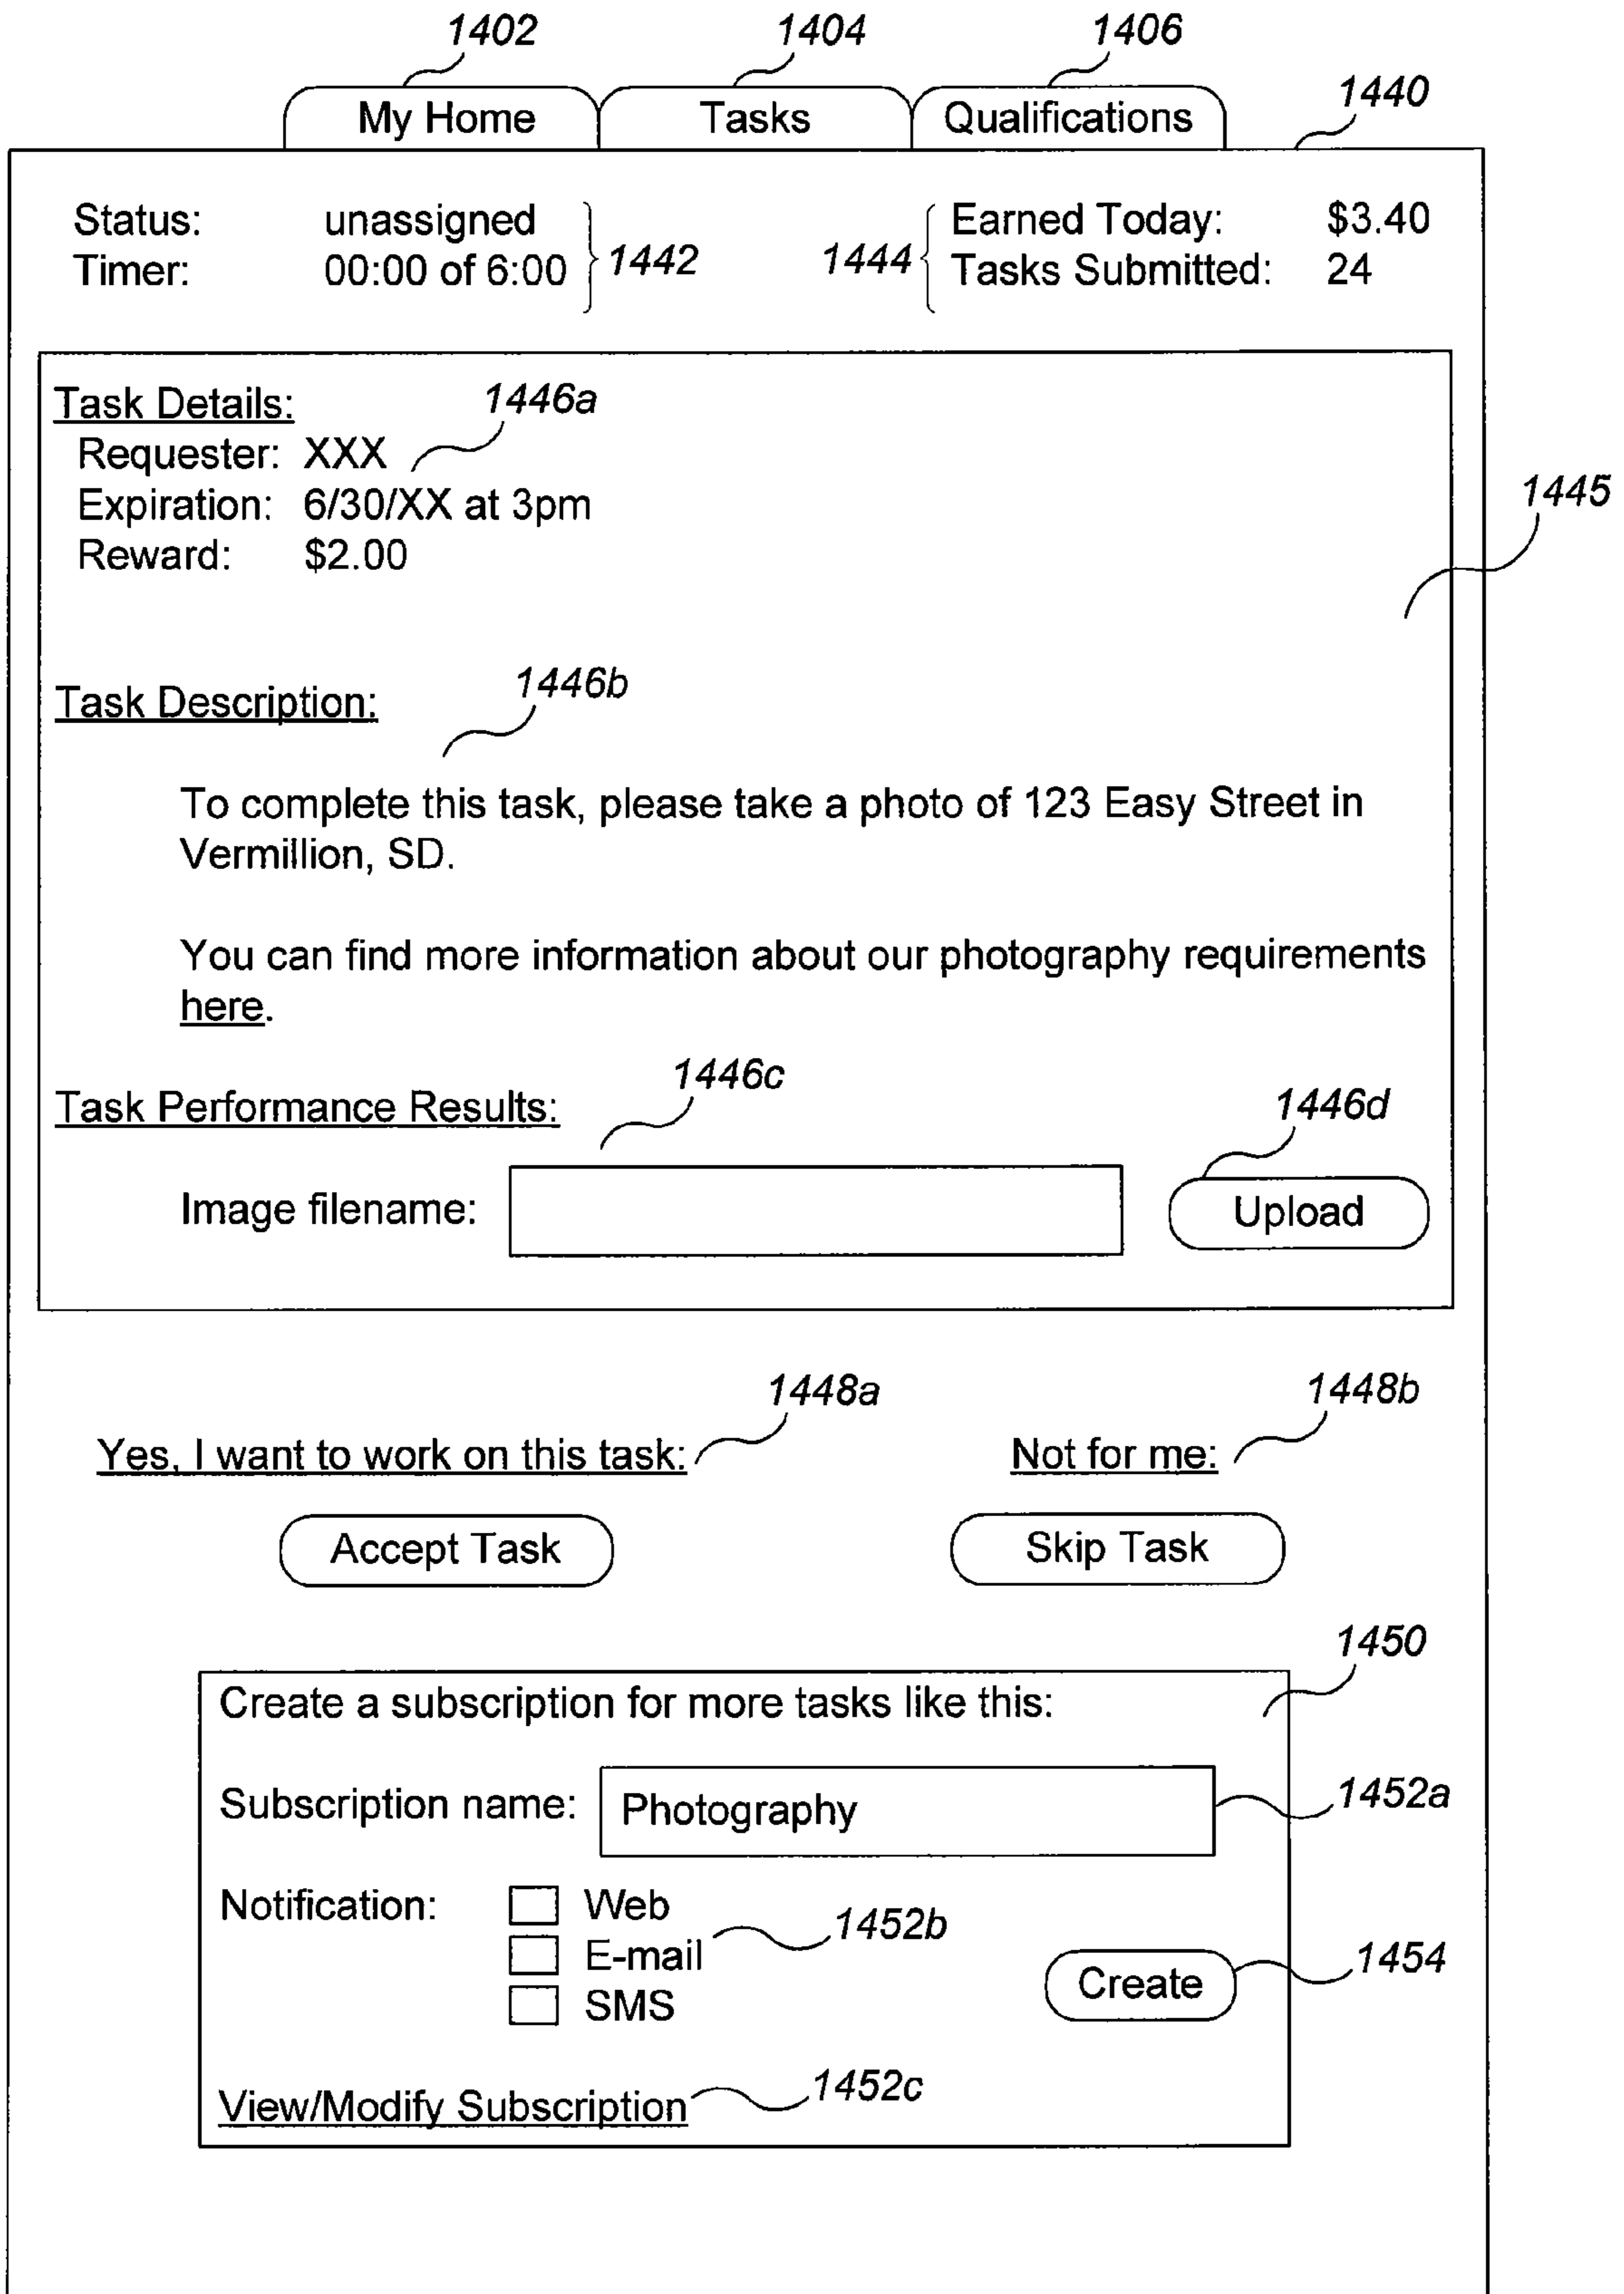 1402
1404
1406
My Home
Tasks
Qualifications
1440
Status: unassigned
Timer: 00:00 of 6:00
1442
1444
Earned Today: $3.40
Tasks Submitted: 24
Task Details:
1446a
Requester: XXX
Expiration: 6/30/XX at 3pm
Reward: $2.00
1445
Task Description:
1446b
To complete this task, please take a photo of 123 Easy Street in
Vermillion, SD.
You can find more information about our photography requirements
here.
Task Performance Results:
1446c
1446d
Image filename:
Upload
1448a
1448b
Yes, I want to work on this task:
Not for me:
Accept Task
Skip Task
1450
Create a subscription for more tasks like this:
Subscription name: Photography
1452a
Notification:
Web
E-mail
SMS
1452b
Create
1454
View/Modify Subscription
1452c